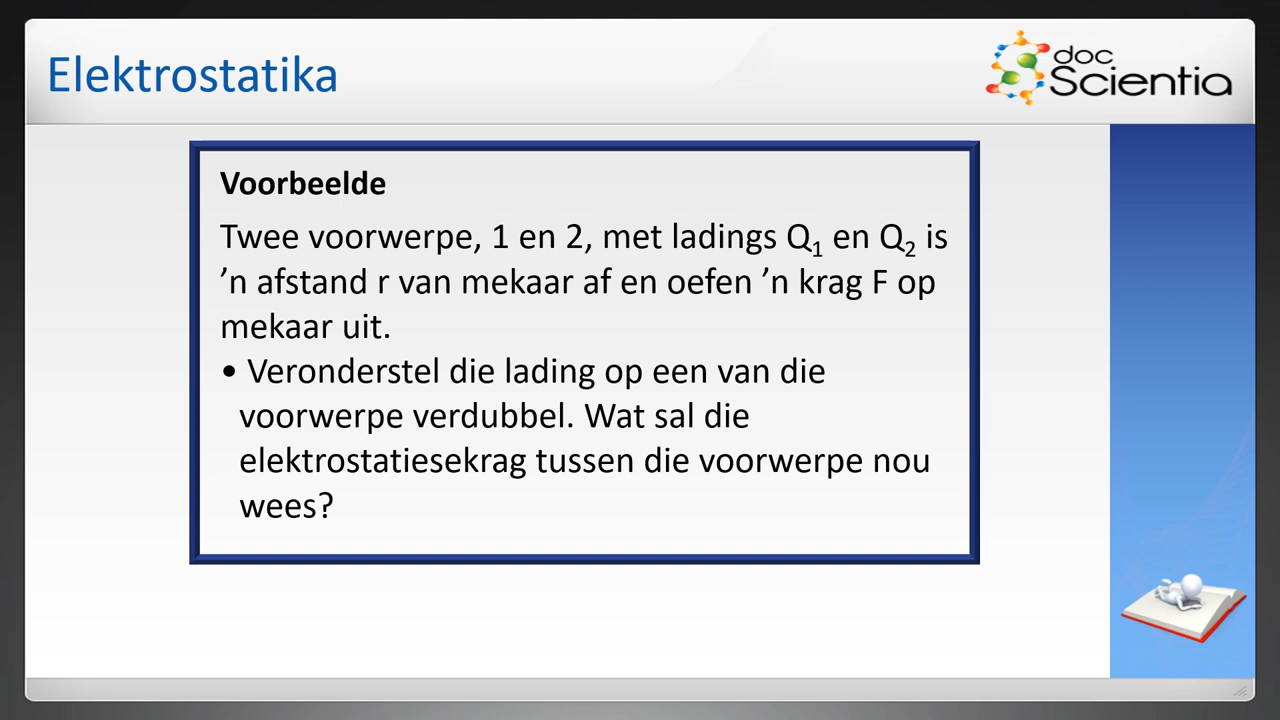 Elektrostatika
doc
Scientia
Voorbeelde
Twee voorwerpe, 1 en 2, met ladings Q₁ en Q₂ is
’n afstand r van mekaar af en oefen ’n krag F op
mekaar uit.
• Veronderstel die lading op een van die
voorwerpe verdubbel. Wat sal die
elektrostatiesekrag tussen die voorwerpe nou
wees?